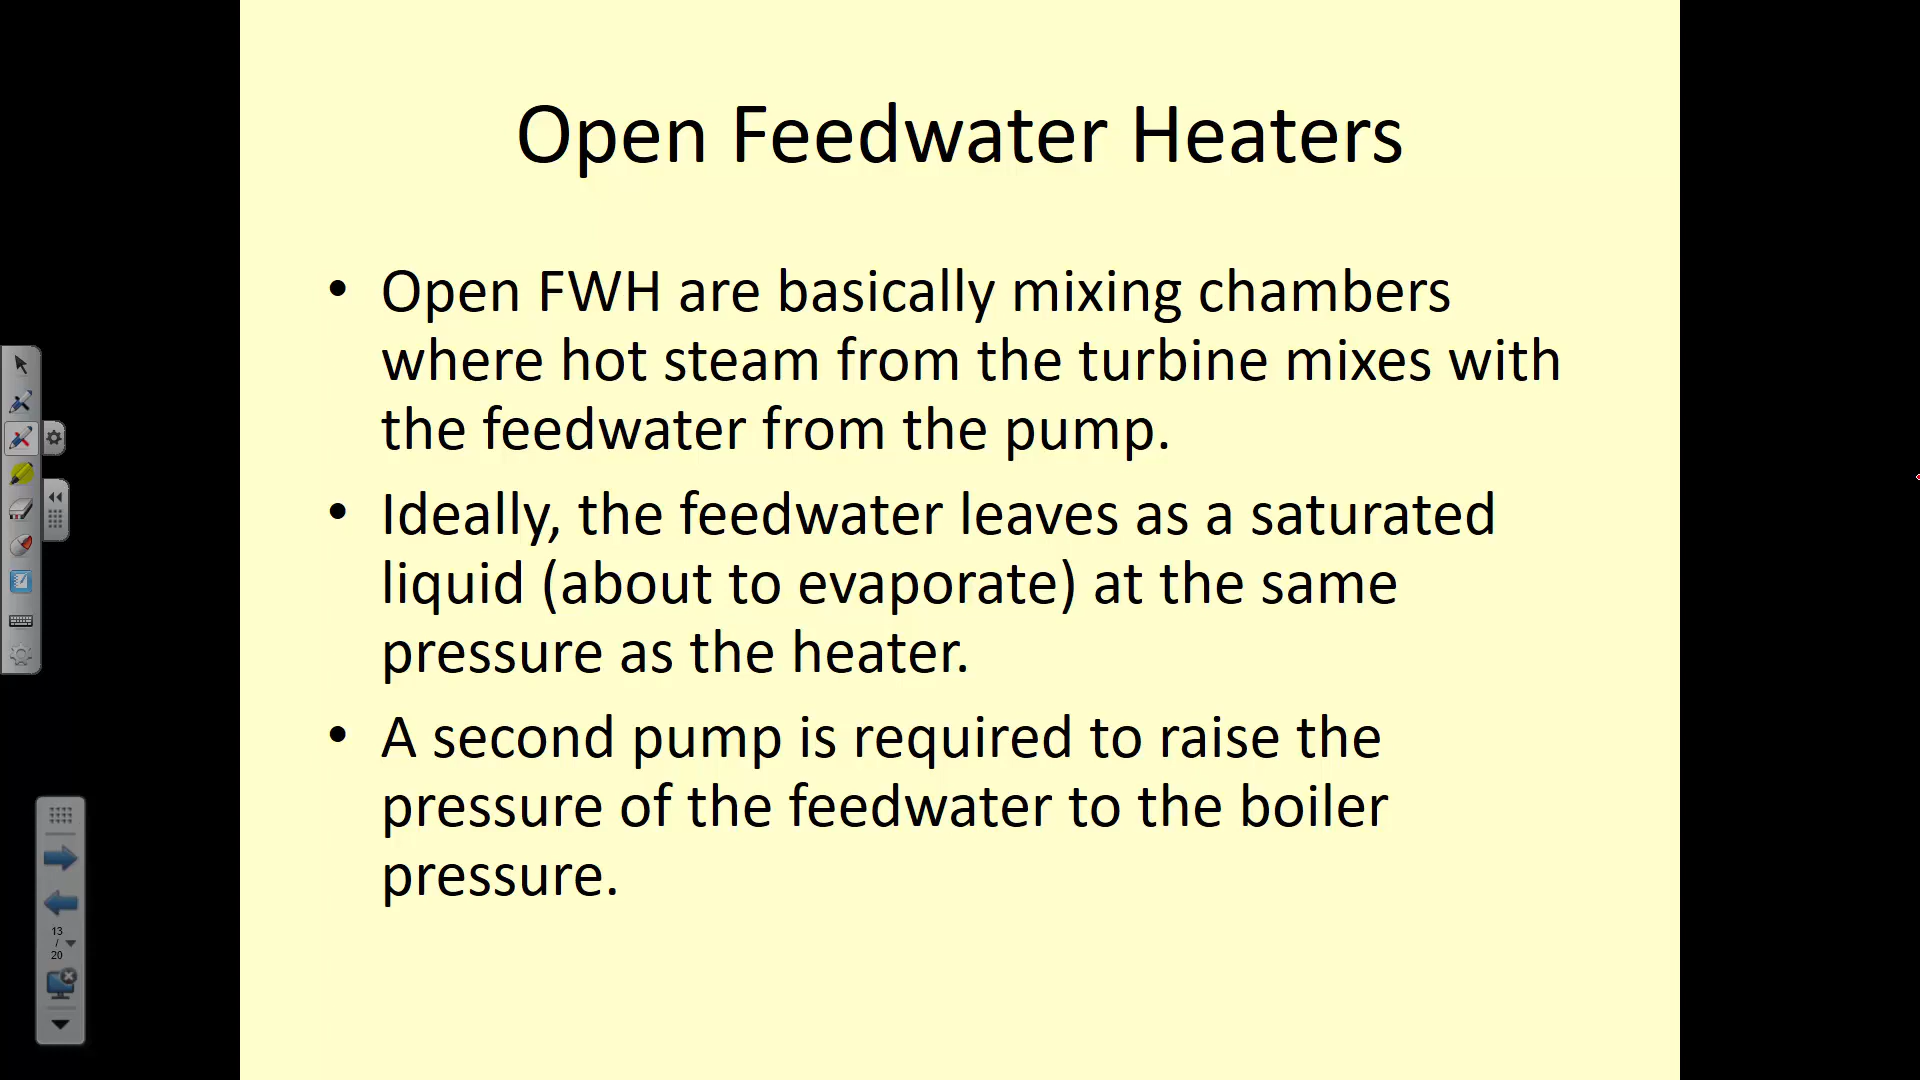 Open Feedwater Heaters
• Open FWH are basically mixing chambers
where hot steam from the turbine mixes with
the feedwater from the pump.
• Ideally, the feedwater leaves as a saturated
liquid (about to evaporate) at the same
pressure as the heater.
• A second pump is required to raise the
pressure of the feedwater to the boiler
pressure.
13
/
20